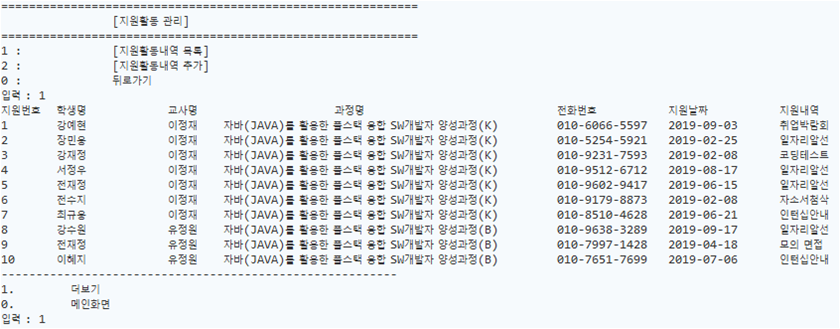 ============================================================
[지원활동 관리]
============================================================
1 : [지원활동내역 목록]
2 : [지원활동내역 추가]
0 : 뒤로가기
입력 : 1
지원번호 학생명 교사명 과정명 전화번호 지원날짜 지원내역
1 강예현 이정재 자바(JAVA)를 활용한 풀스택 융합 SW개발자 양성과정(K) 010-6066-5597 2019-09-03 취업박람회
2 장민웅 이정재 자바(JAVA)를 활용한 풀스택 융합 SW개발자 양성과정(K) 010-5254-5921 2019-02-25 일자리알선
3 강재정 이정재 자바(JAVA)를 활용한 풀스택 융합 SW개발자 양성과정(K) 010-9231-7593 2019-02-08 코딩테스트
4 서정우 이정재 자바(JAVA)를 활용한 풀스택 융합 SW개발자 양성과정(K) 010-9512-6712 2019-08-17 일자리알선
5 전재정 이정재 자바(JAVA)를 활용한 풀스택 융합 SW개발자 양성과정(K) 010-9602-9417 2019-06-15 일자리알선
6 전수지 이정재 자바(JAVA)를 활용한 풀스택 융합 SW개발자 양성과정(K) 010-9179-8873 2019-02-08 자소서첨삭
7 최규웅 이정재 자바(JAVA)를 활용한 풀스택 융합 SW개발자 양성과정(K) 010-8510-4628 2019-06-21 인턴십안내
8 강수원 유정원 자바(JAVA)를 활용한 풀스택 융합 SW개발자 양성과정(B) 010-9638-3289 2019-09-17 일자리알선
9 전재정 유정원 자바(JAVA)를 활용한 풀스택 융합 SW개발자 양성과정(B) 010-7997-1428 2019-04-18 모의 면접
10 이혜지 유정원 자바(JAVA)를 활용한 풀스택 융합 SW개발자 양성과정(B) 010-7651-7699 2019-07-06 인턴십안내
---------------------------------------------------------
1. 더보기
0. 메인화면
입력 : 1